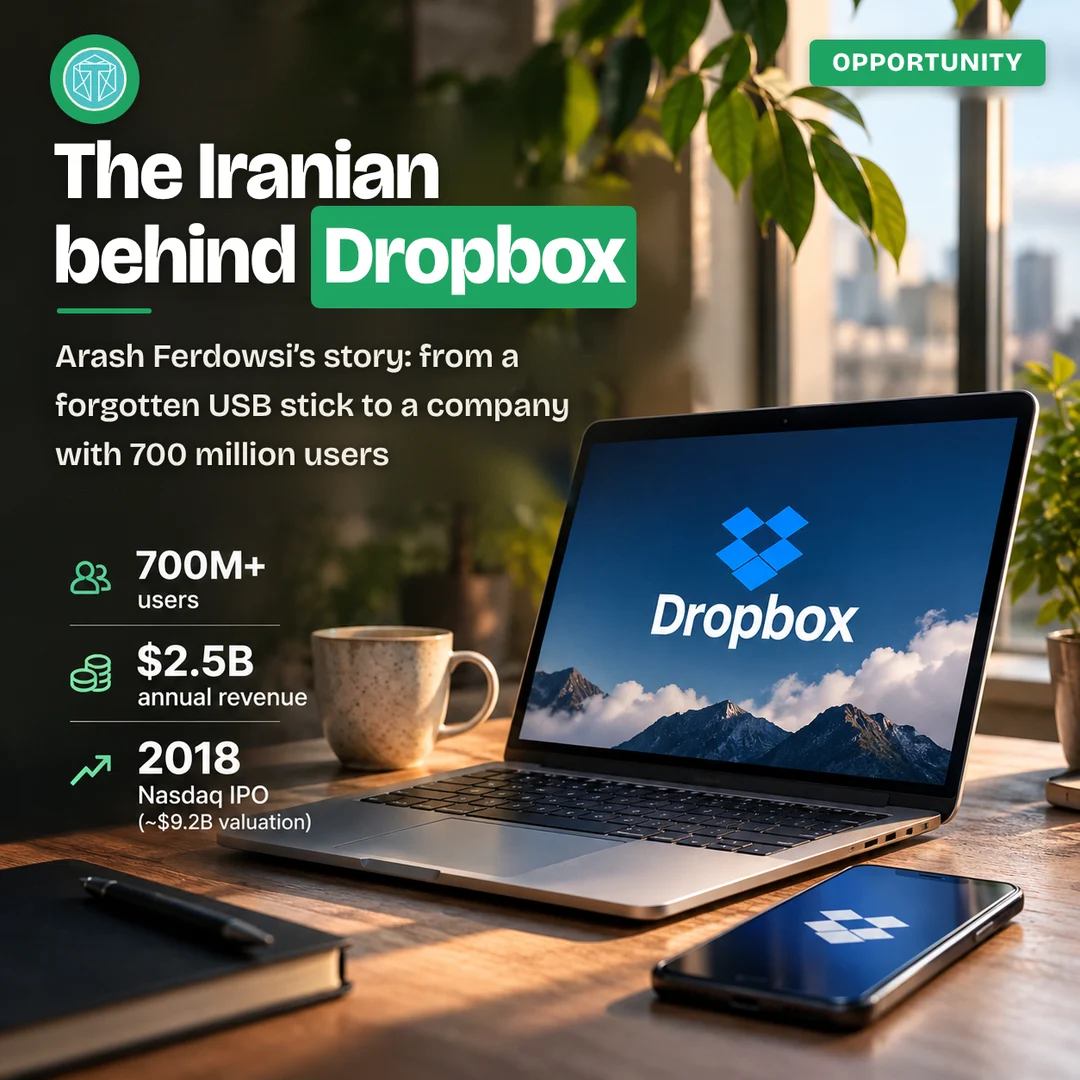 OPPORTUNITY
The Iranian
behind Dropbox
Arash Ferdowsi’s story: from a
forgotten USB stick to a company
with 700 million users
700M+
users
$2.5B
annual revenue
2018
Nasdaq IPO
(~$9.2B valuation)
Dropbox